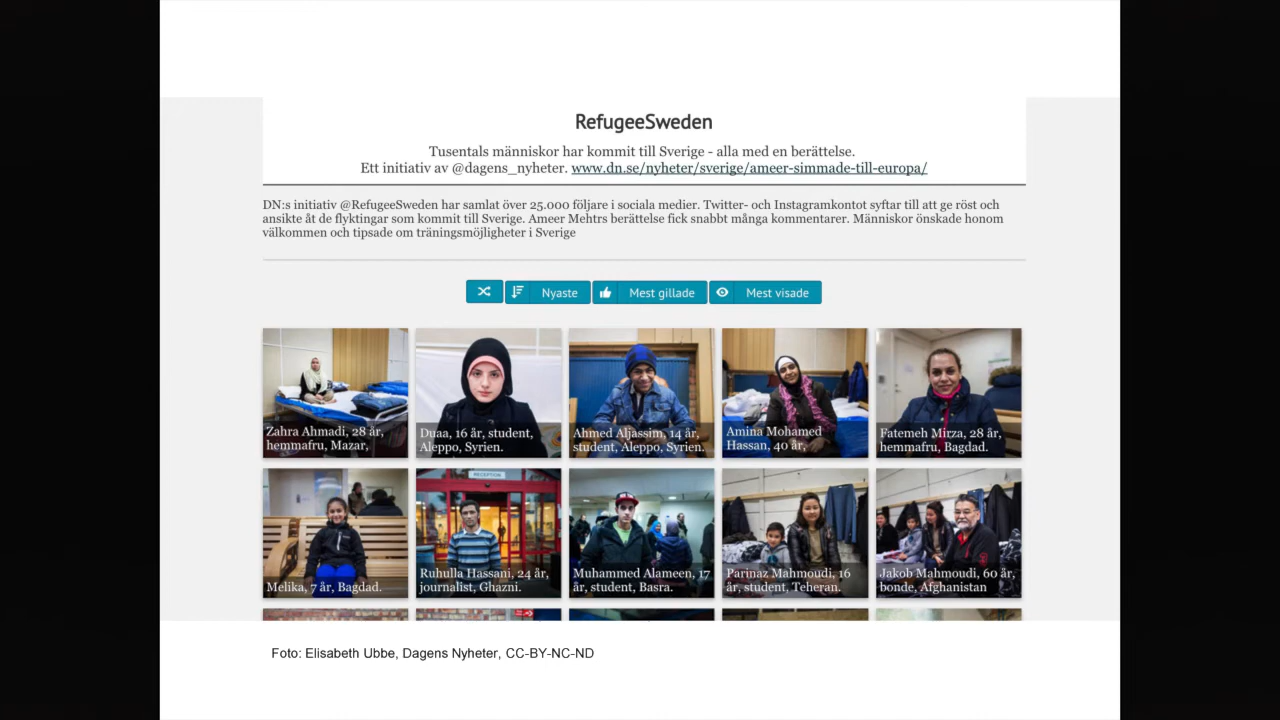 RefugeeSweden
Tusentals människor har kommit till Sverige - alla med en berättelse.
Ett initiativ av @dagens_nyheter. www.dn.se/nyheter/sverige/ameer-simmade-till-europa/
DN:s initiativ @RefugeeSweden har samlat över 25.000 följare i sociala medier. Twitter- och Instagramkontot syftar till att ge röst och
ansikte åt de flyktingar som kommit till Sverige. Ameer Mehtrs berättelse fick snabbt många kommentarer. Människor önskade honom
välkommen och tipsade om träningsmöjligheter i Sverige
Nyaste
Mest gillade
Mest visade
Zahra Ahmadi, 28 år,
hemmafru, Mazar,
Duaa, 16 år, student,
Aleppo, Syrien.
Ahmed Aljassim, 14 år,
student, Aleppo, Syrien.
Amina Mohamed
Hassan, 40 år,
Fatemeh Mirza, 28 år,
hemmafru, Bagdad.
Melika, 7 år, Bagdad.
RECEPTION
Ruhulla Hassani, 24 år,
journalist, Ghazni.
Muhammed Alameen, 17
år, student, Basra.
Parinaz Mahmoudi, 16
år, student, Teheran.
Jakob Mahmoudi, 60 år,
bonde, Afghanistan
Foto: Elisabeth Ubbe, Dagens Nyheter, CC-BY-NC-ND